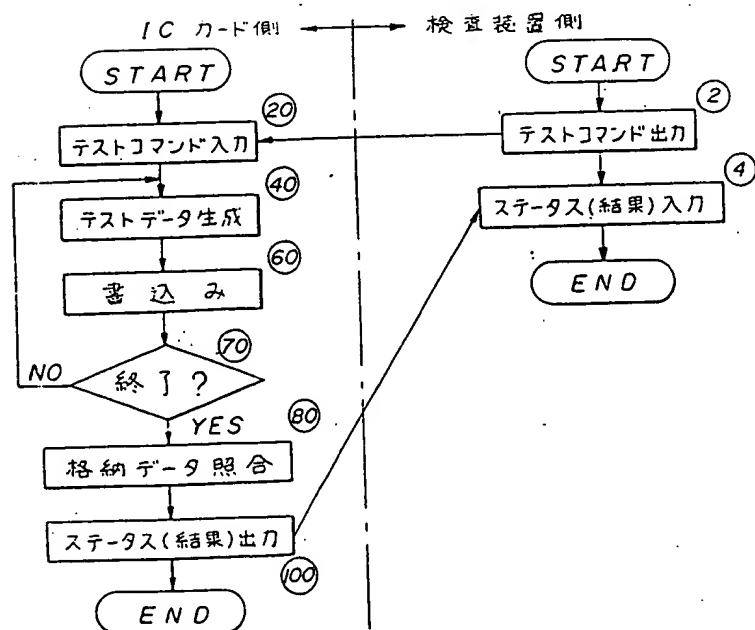 ICカード側
検査装置側
START
20
テストコマンド入力
40
テストデータ生成
60
書込み
70
終了?
NO
YES
80
格納データ照合
ステータス(結果)出力
100
END
START
2
テストコマンド出力
4
ステータス(結果)入力
END